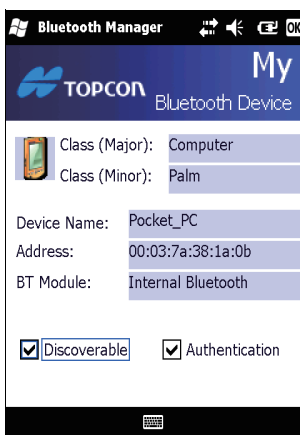 Bluetooth Manager OK
My
TOPCON
Bluetooth Device
Class (Major): Computer
Class (Minor): Palm
Device Name: Pocket_PC
Address: 00:03:7a:38:1a:0b
BT Module: Internal Bluetooth
Discoverable Authentication